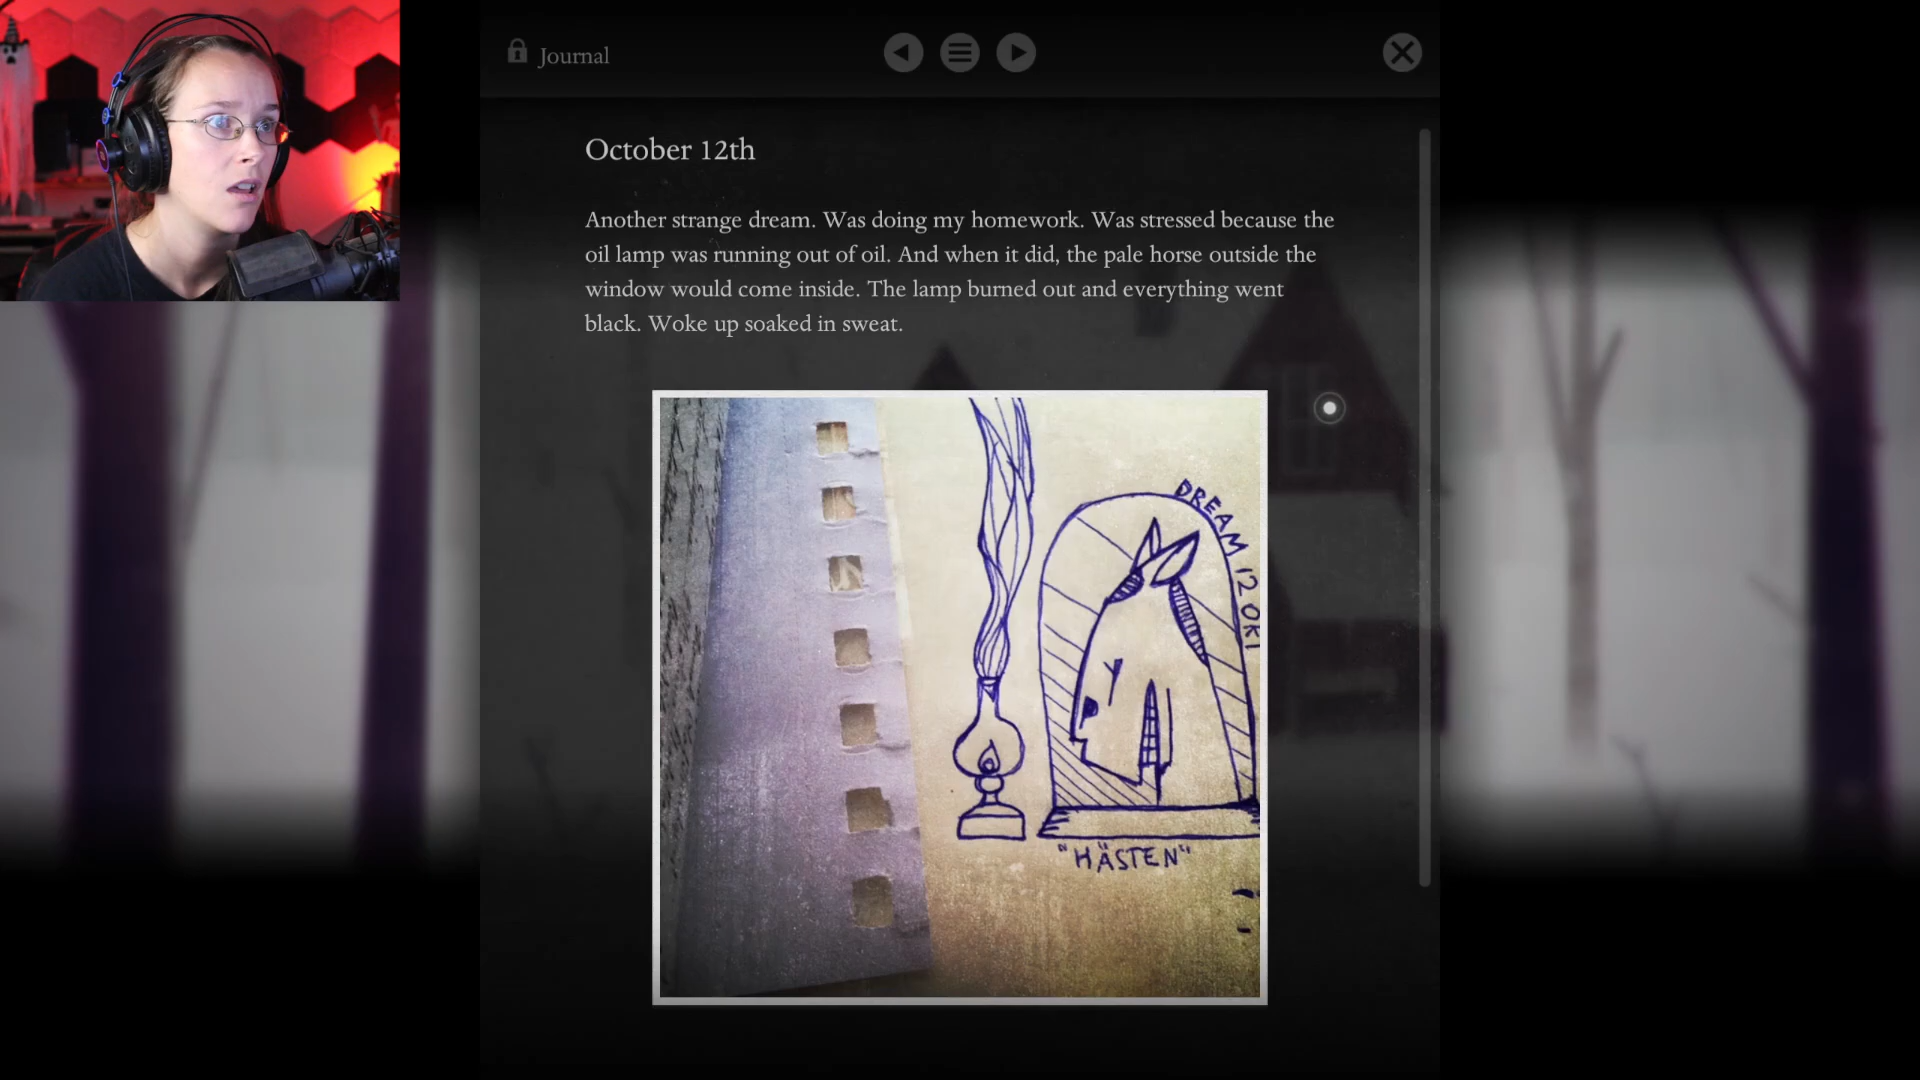 Journal
October 12th
Another strange dream. Was doing my homework. Was stressed because the
oil lamp was running out of oil. And when it did, the pale horse outside the
window would come inside. The lamp burned out and everything went
black. Woke up soaked in sweat.
DREAM 12 OKT
"HÄSTEN"